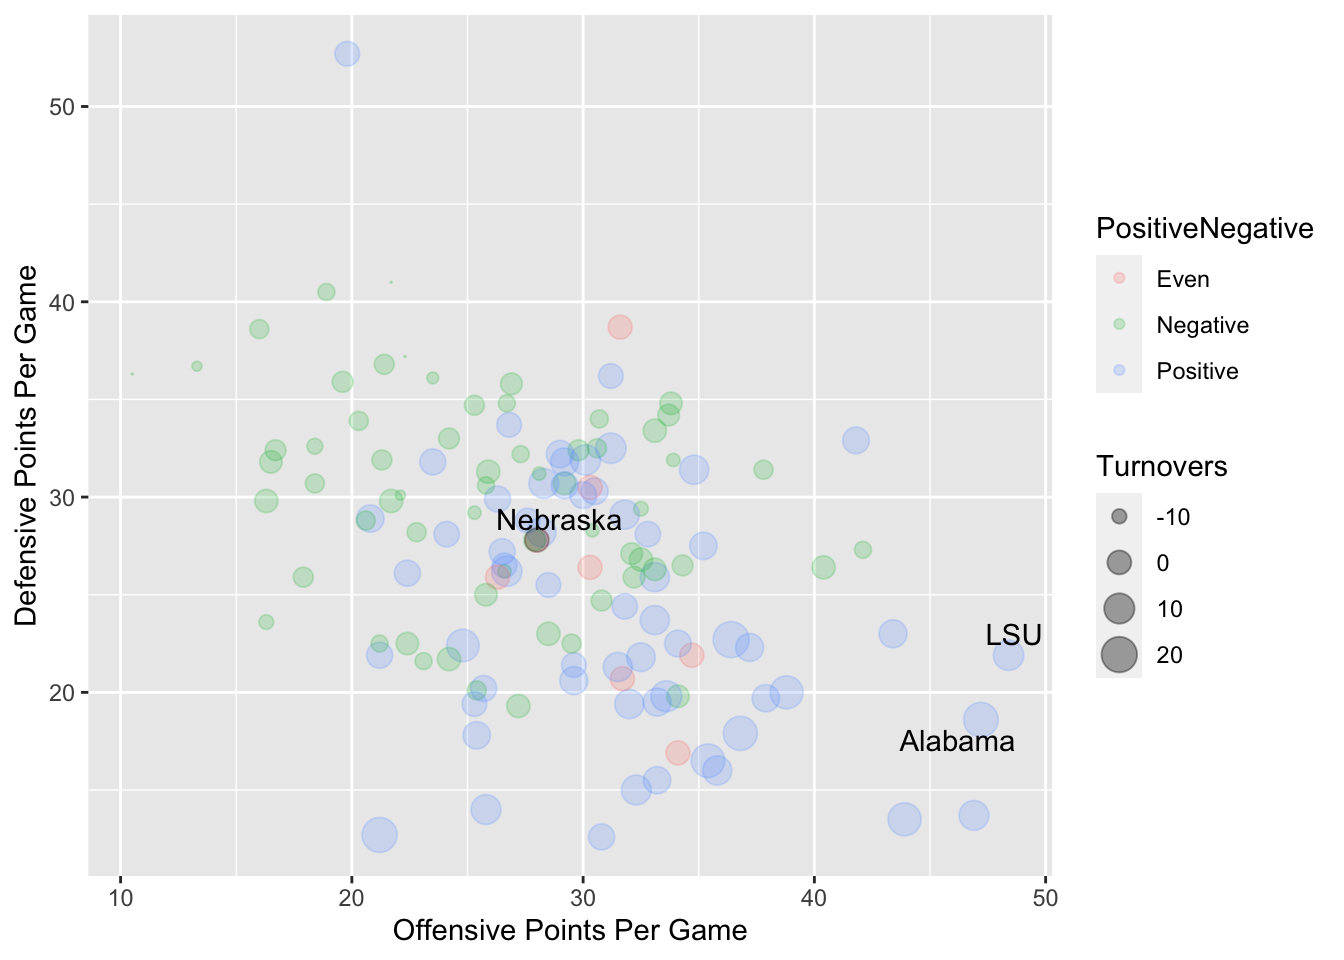 50
40
30
20
10
20
30
40
50
Defensive Points Per Game
Offensive Points Per Game
Nebraska
LSU
Alabama
PositiveNegative
Even
Negative
Positive
Turnovers
-10
0
10
20